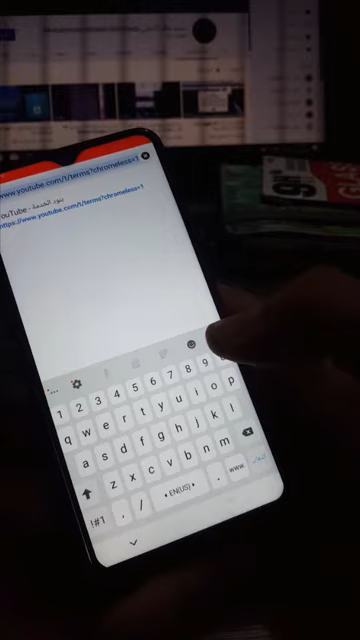 www.youtube.com/t/terms?chromeless=1
YouTube - بنود الخدمة
https://www.youtube.com/t/terms?chromeless=1
1 2 3 4 5 6 7 8 9
q w e r t y u i o p
a s d f g h j k l
z x c v b n m
!#1 , / EN(US) . www انتقال